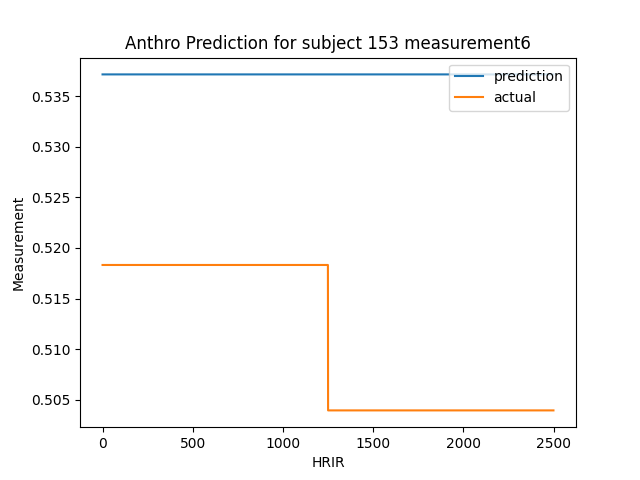 Anthro Prediction for subject 153 measurement6
prediction
actual
0.535
0.530
0.525
0.520
0.515
0.510
0.505
Measurement
0 500 1000 1500 2000 2500
HRIR